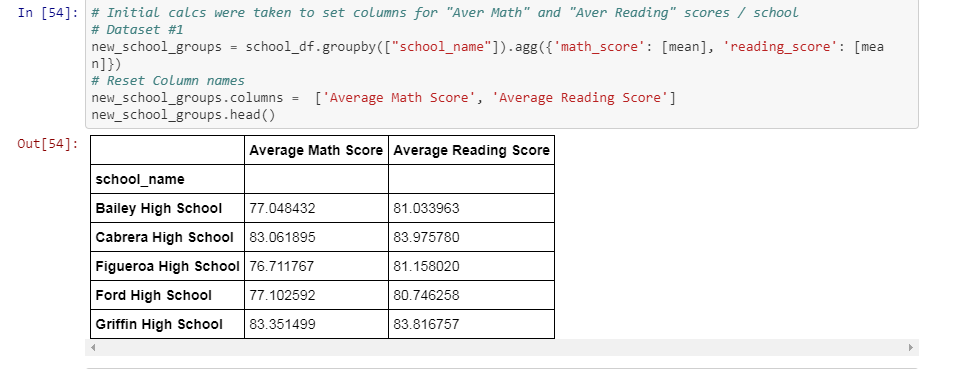 In [54]: # Initial calcs were taken to set columns for "Aver Math" and "Aver Reading" scores / school
# Dataset #1
new_school_groups = school_df.groupby(["school_name"]).agg({'math_score': [mean], 'reading_score': [mea
n]})
# Reset Column names
new_school_groups.columns =  ['Average Math Score', 'Average Reading Score']
new_school_groups.head()
Out[54]:
Average Math Score Average Reading Score
school_name
Bailey High School 77.048432 81.033963
Cabrera High School 83.061895 83.975780
Figueroa High School 76.711767 81.158020
Ford High School 77.102592 80.746258
Griffin High School 83.351499 83.816757